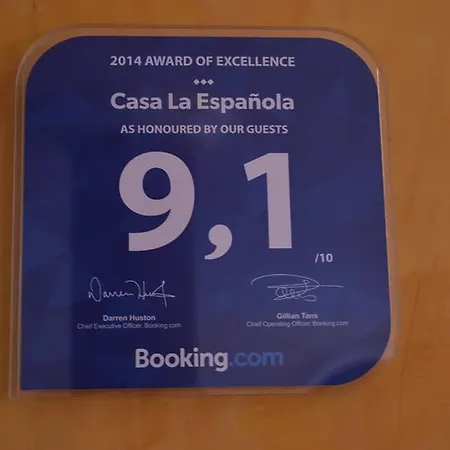 2014 AWARD OF EXCELLENCE
Casa La Española
AS HONOURED BY OUR GUESTS
9,1
/10
Darren Huston
Chief Executive Officer, Booking.com
Gillian Tans
Chief Operating Officer, Booking.com
Booking.com